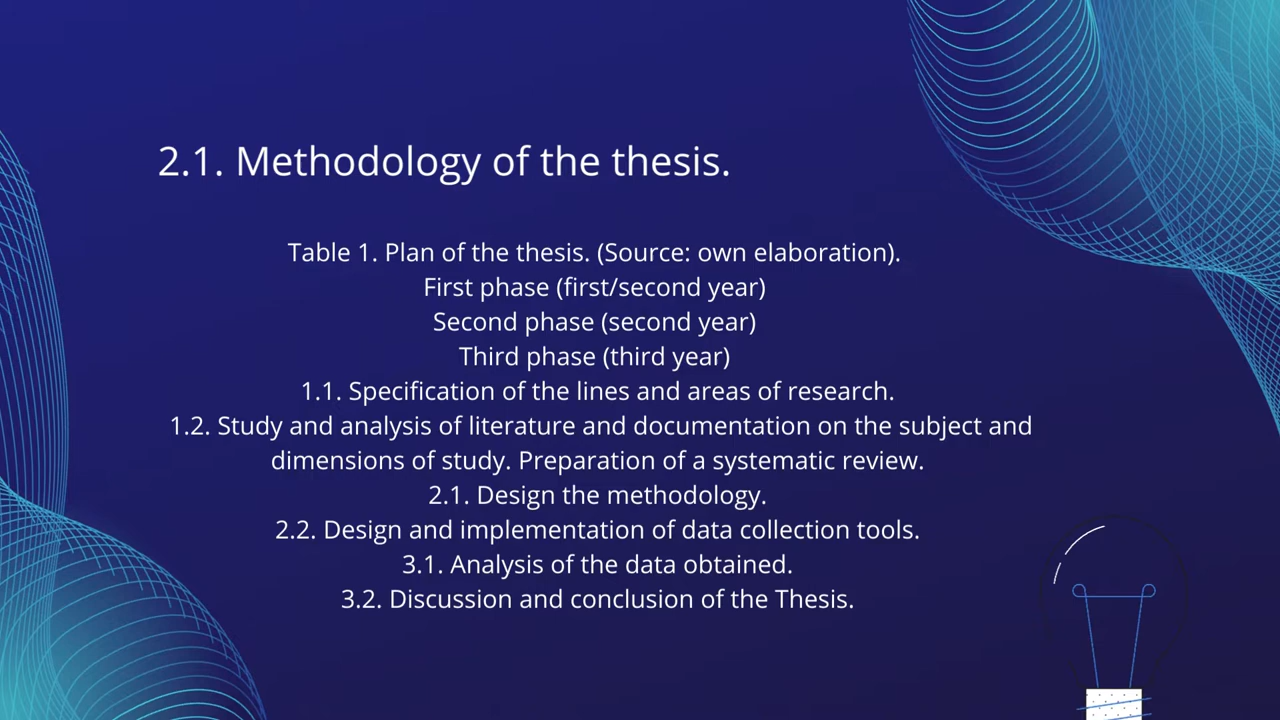 2.1. Methodology of the thesis.
Table 1. Plan of the thesis. (Source: own elaboration).
First phase (first/second year)
Second phase (second year)
Third phase (third year)
1.1. Specification of the lines and areas of research.
1.2. Study and analysis of literature and documentation on the subject and
dimensions of study. Preparation of a systematic review.
2.1. Design the methodology.
2.2. Design and implementation of data collection tools.
3.1. Analysis of the data obtained.
3.2. Discussion and conclusion of the Thesis.